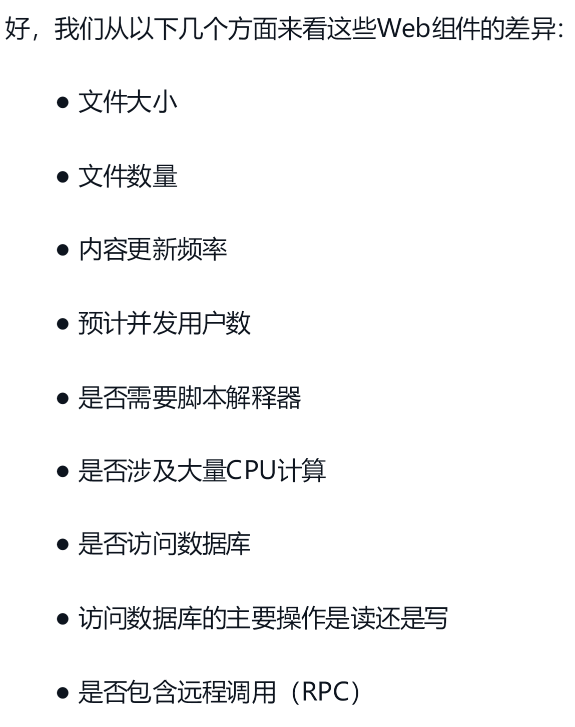 好，我们从以下几个方面来看这些Web组件的差异：
● 文件大小
● 文件数量
● 内容更新频率
● 预计并发用户数
● 是否需要脚本解释器
● 是否涉及大量CPU计算
● 是否访问数据库
● 访问数据库的主要操作是读还是写
● 是否包含远程调用（RPC）